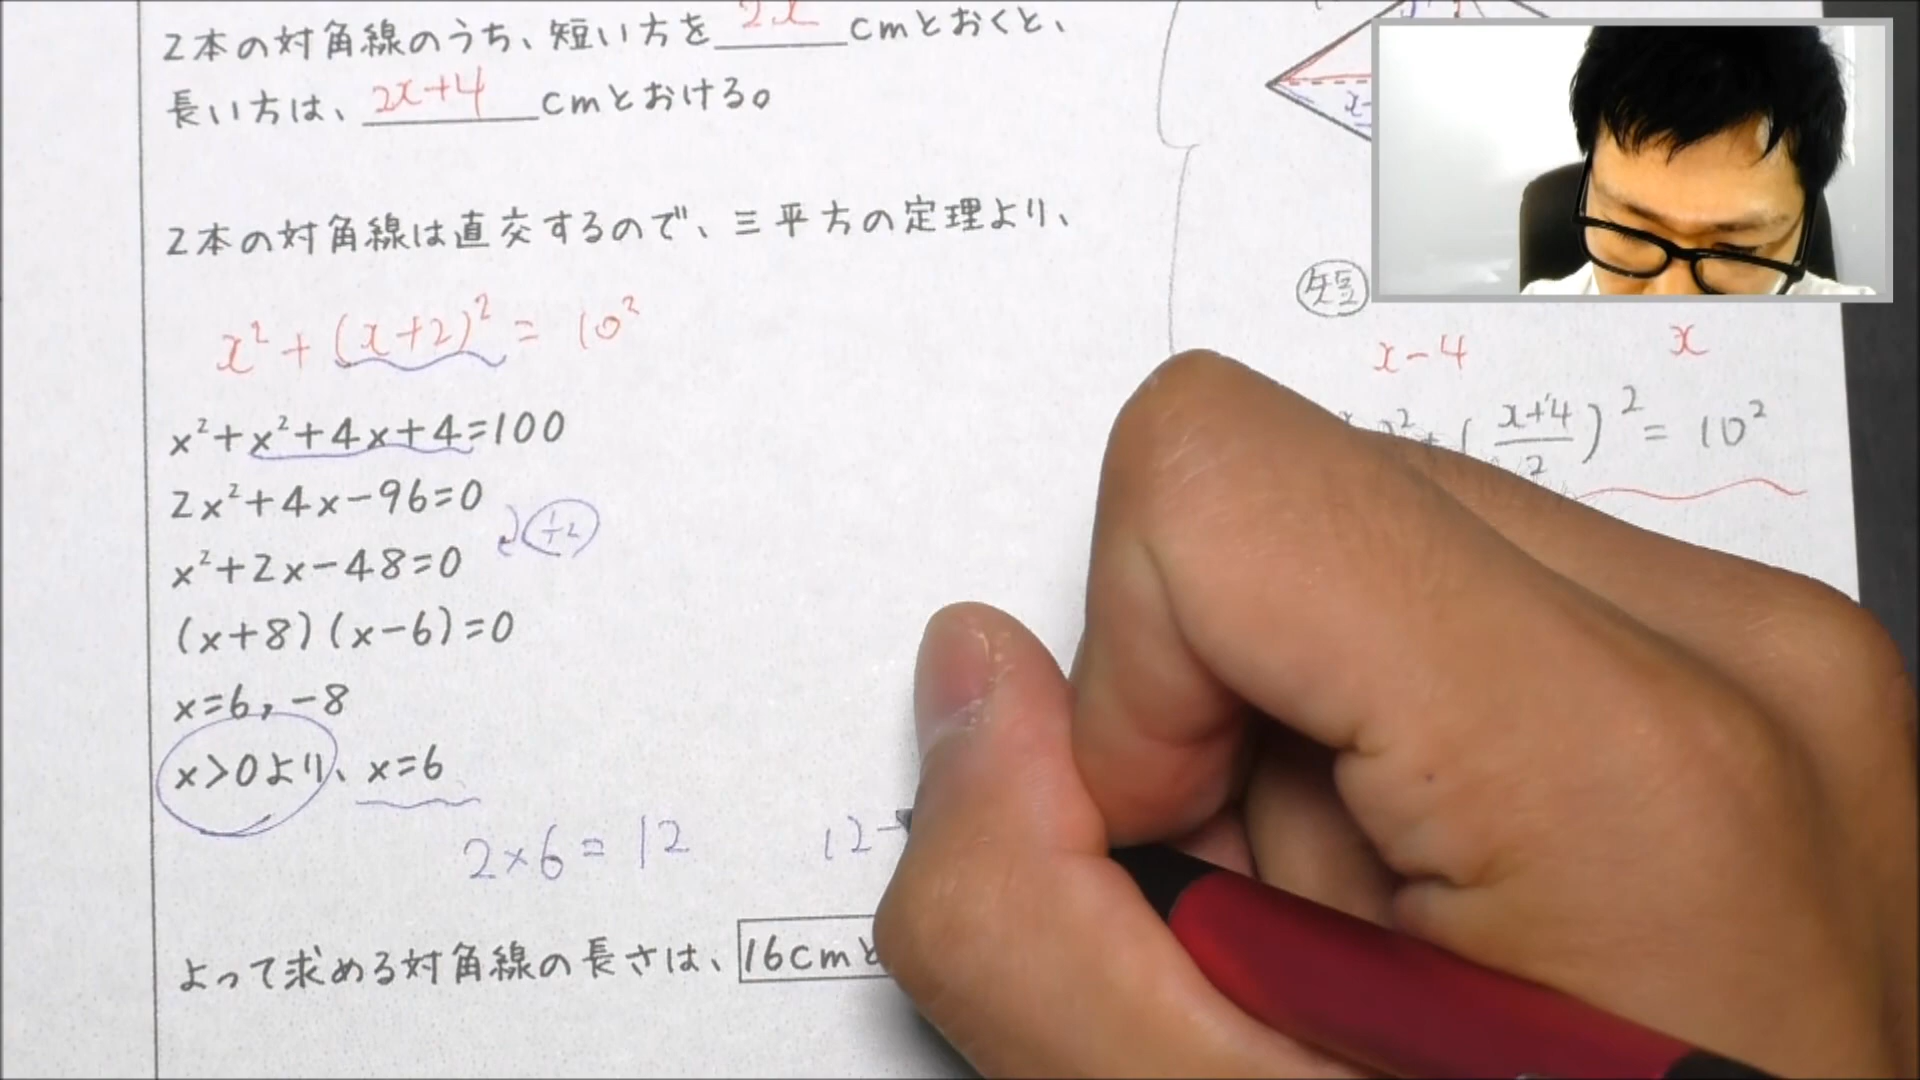 2本の対角線のうち、短い方を 2x cmとおくと、
長い方は、 2x+4 cmとおける。
2本の対角線は直交するので、三平方の定理より、
x²+(x+2)²=10²
x²+x²+4x+4=100
2x²+4x-96=0
÷2
x²+2x-48=0
(x+8)(x-6)=0
x=6,-8
x>0より、x=6
2×6=12
12
よって求める対角線の長さは、16cmと
短
x-4 x
(x+4/2)²=10²